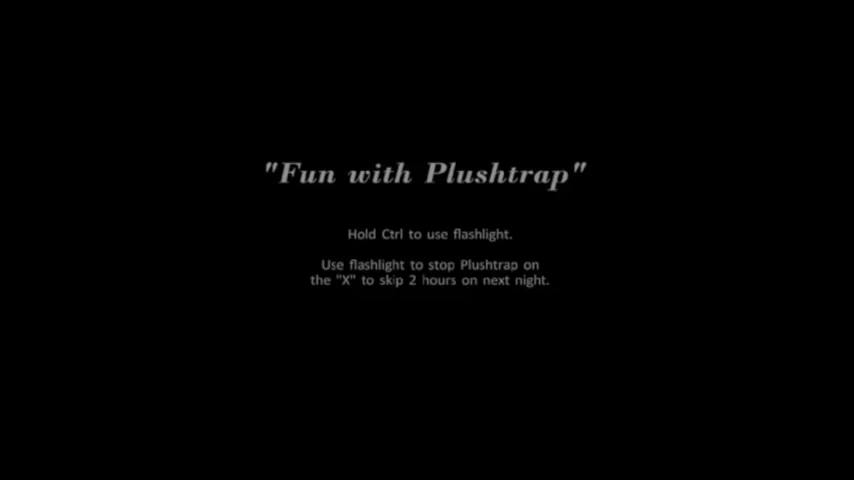 "Fun with Plushtrap"
Hold Ctrl to use flashlight.
Use flashlight to stop Plushtrap on
the "X" to skip 2 hours on next night.